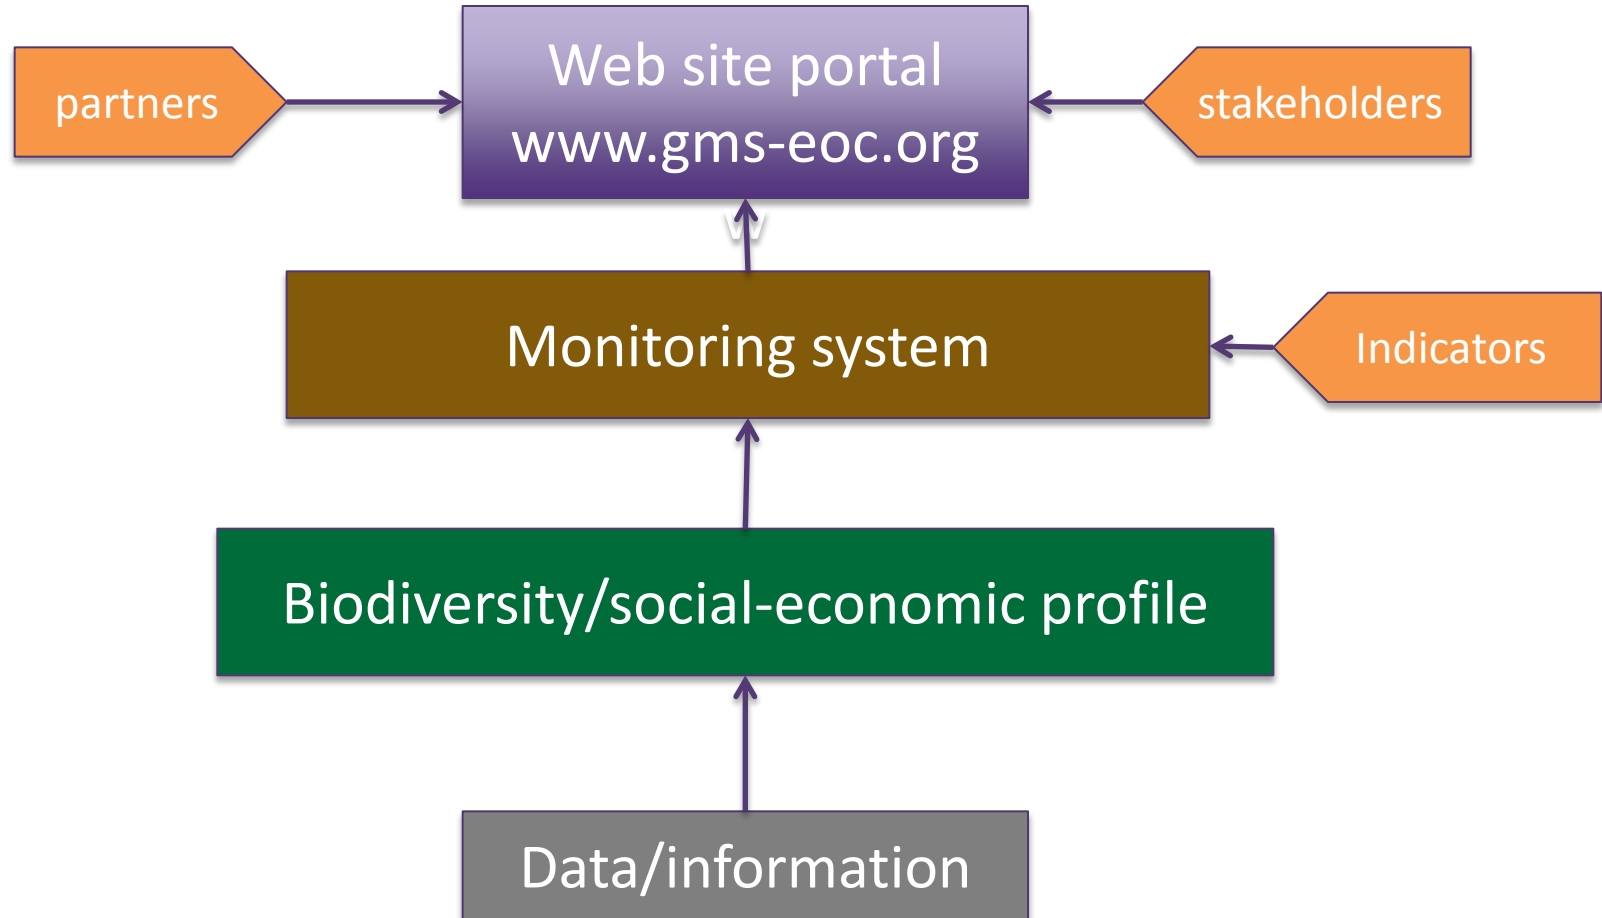 partners
Web site portal
www.gms-eoc.org
stakeholders
w
Monitoring system
Indicators
Biodiversity/social-economic profile
Data/information